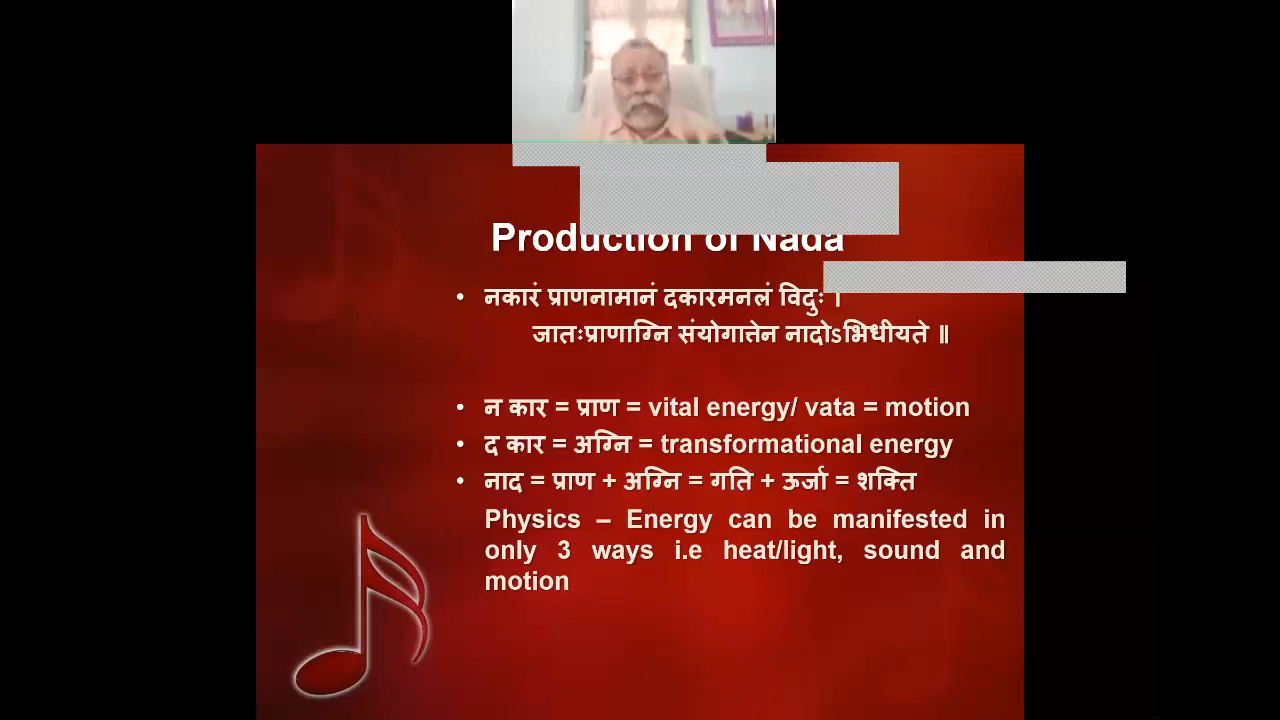 Production of Nada
• नकारं प्राणनामानं दकारमनलं विदुः ।
जातःप्राणाग्नि संयोगात्तेन नादोऽभिधीयते ॥
• न कार = प्राण = vital energy/ vata = motion
• द कार = अग्नि = transformational energy
• नाद = प्राण + अग्नि = गति + ऊर्जा = शक्ति
Physics – Energy can be manifested in
only 3 ways i.e heat/light, sound and
motion